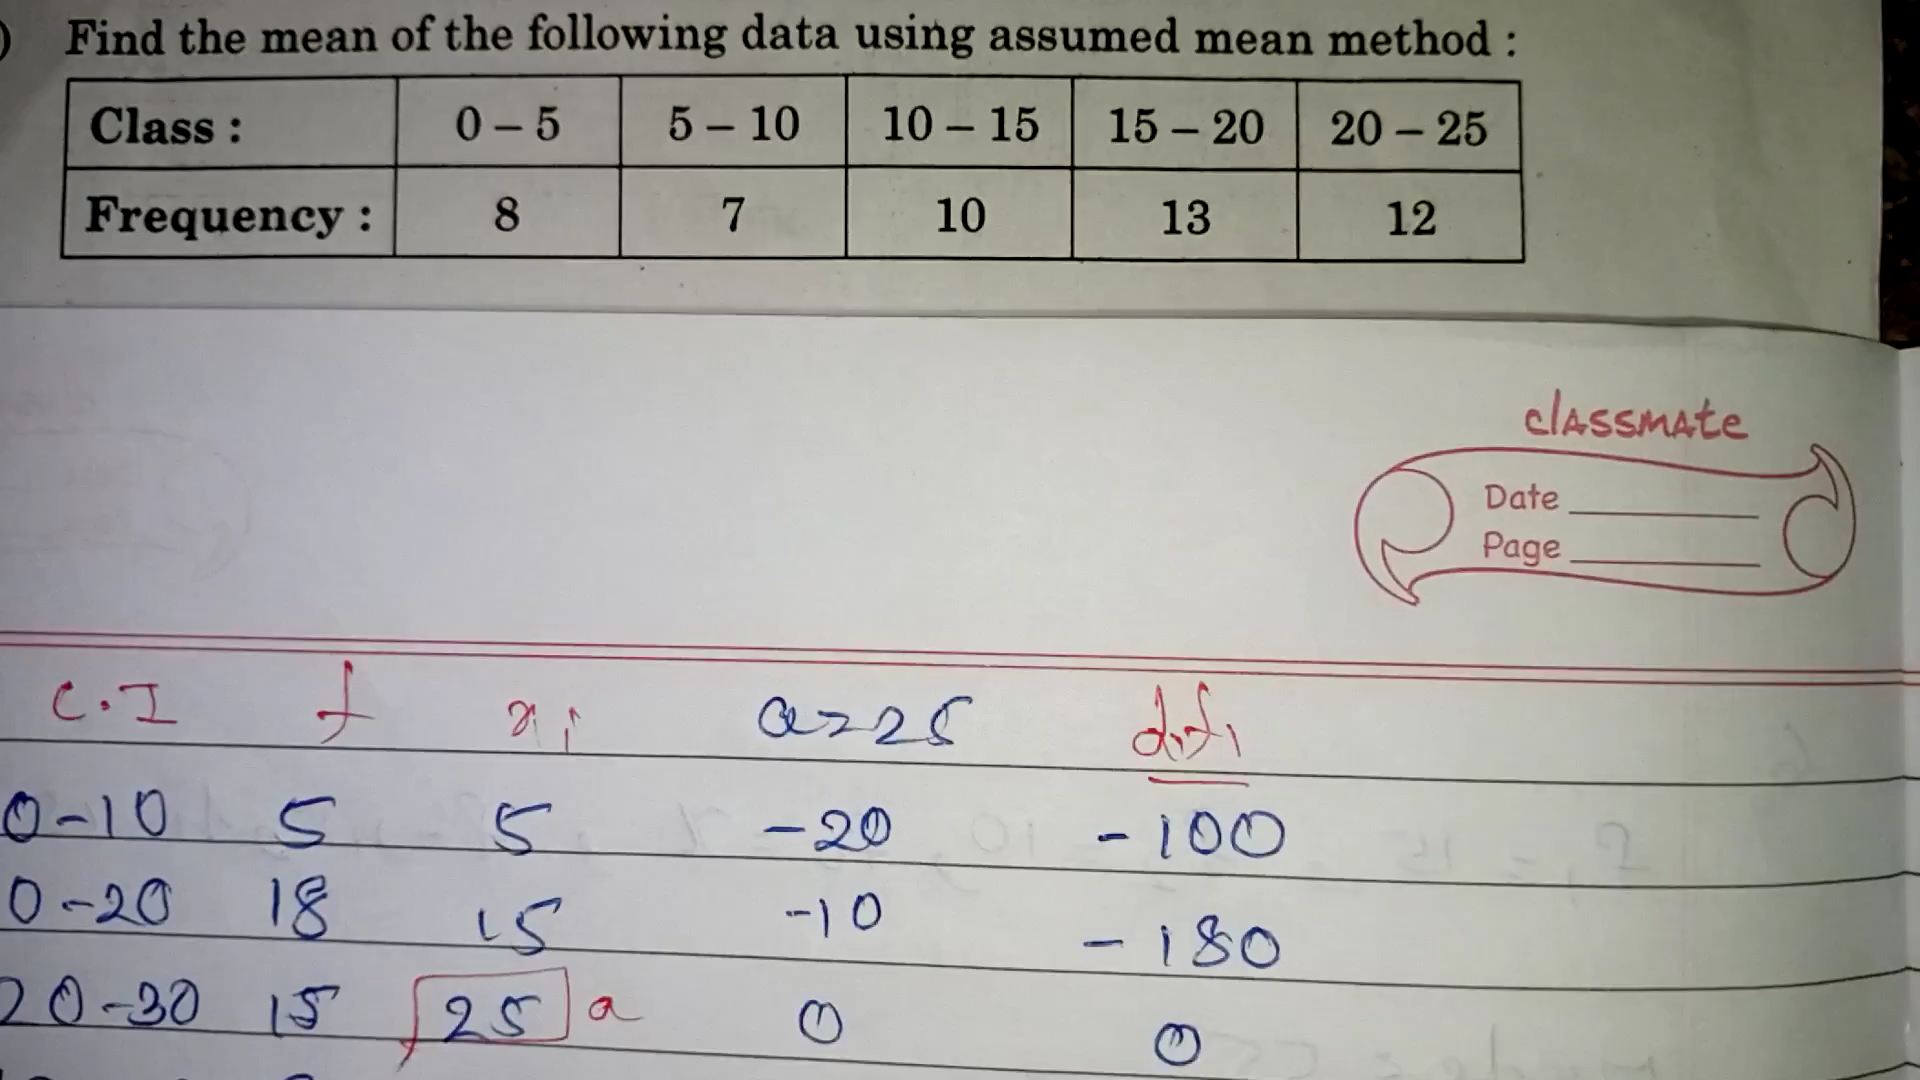 ) Find the mean of the following data using assumed mean method :
Class : 0 – 5 5 – 10 10 – 15 15 – 20 20 – 25
Frequency : 8 7 10 13 12
classmate
Date
Page
C.I f xi a=25 difi
0-10 5 5 -20 -100
0-20 18 15 -10 -180
20-30 15 25 a 0 0